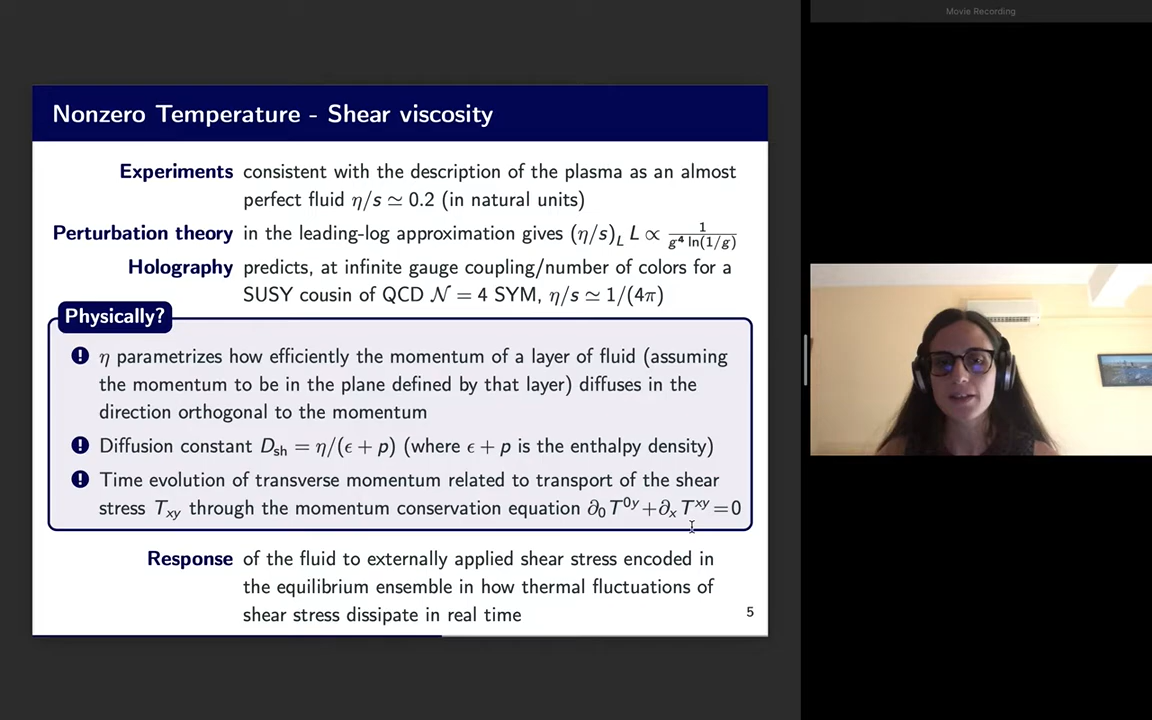 Movie Recording
Nonzero Temperature - Shear viscosity
Experiments consistent with the description of the plasma as an almost
perfect fluid η/s ≃ 0.2 (in natural units)
Perturbation theory in the leading-log approximation gives (η/s)_L L ∝ 1/(g⁴ ln(1/g))
Holography predicts, at infinite gauge coupling/number of colors for a
SUSY cousin of QCD 𝒩 = 4 SYM, η/s ≃ 1/(4π)
Physically?
! η parametrizes how efficiently the momentum of a layer of fluid (assuming
the momentum to be in the plane defined by that layer) diffuses in the
direction orthogonal to the momentum
! Diffusion constant D_sh = η/(ϵ + p) (where ϵ + p is the enthalpy density)
! Time evolution of transverse momentum related to transport of the shear
stress T_xy through the momentum conservation equation ∂₀T^{0y}+∂ₓT^{xy}=0
Response of the fluid to externally applied shear stress encoded in
the equilibrium ensemble in how thermal fluctuations of
shear stress dissipate in real time
5